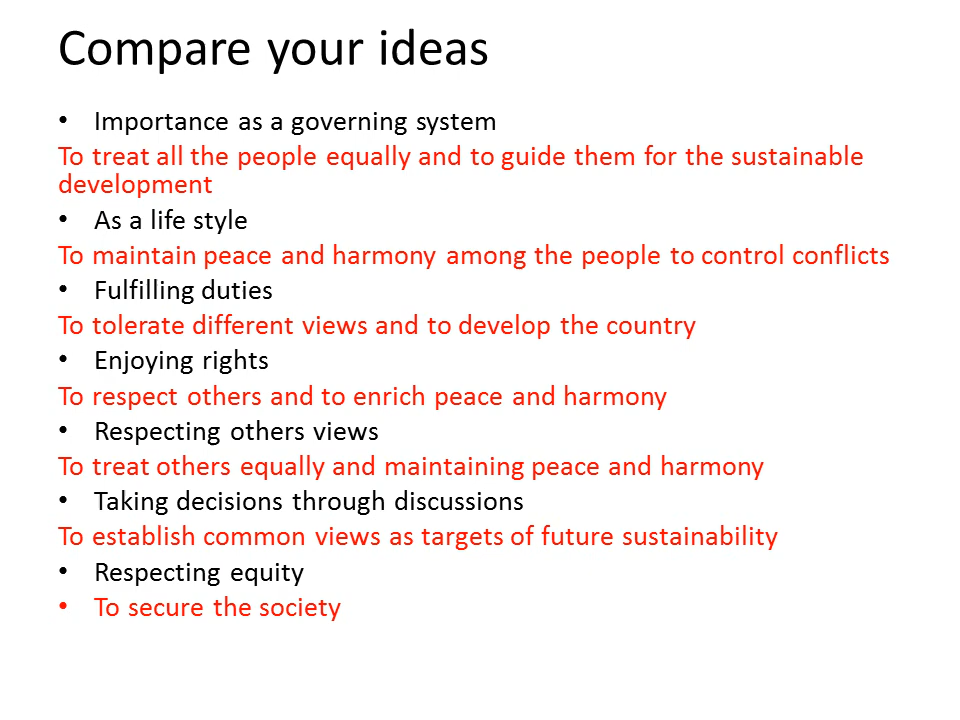 Compare your ideas
• Importance as a governing system
To treat all the people equally and to guide them for the sustainable
development
• As a life style
To maintain peace and harmony among the people to control conflicts
• Fulfilling duties
To tolerate different views and to develop the country
• Enjoying rights
To respect others and to enrich peace and harmony
• Respecting others views
To treat others equally and maintaining peace and harmony
• Taking decisions through discussions
To establish common views as targets of future sustainability
• Respecting equity
• To secure the society